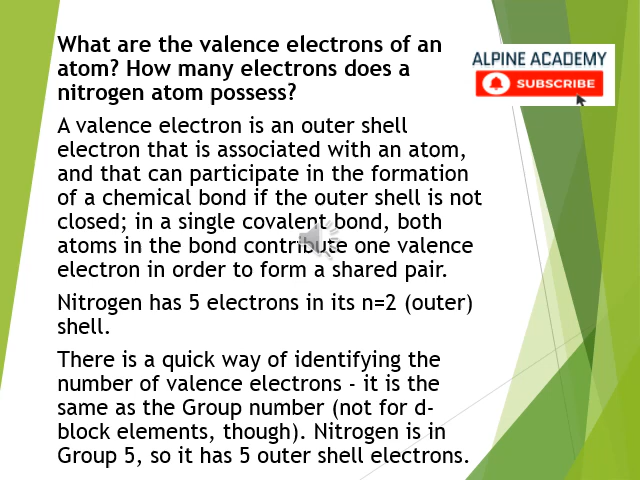 What are the valence electrons of an
atom? How many electrons does a
nitrogen atom possess?
ALPINE ACADEMY
SUBSCRIBE
A valence electron is an outer shell
electron that is associated with an atom,
and that can participate in the formation
of a chemical bond if the outer shell is not
closed; in a single covalent bond, both
atoms in the bond contribute one valence
electron in order to form a shared pair.
Nitrogen has 5 electrons in its n=2 (outer)
shell.
There is a quick way of identifying the
number of valence electrons - it is the
same as the Group number (not for d-
block elements, though). Nitrogen is in
Group 5, so it has 5 outer shell electrons.